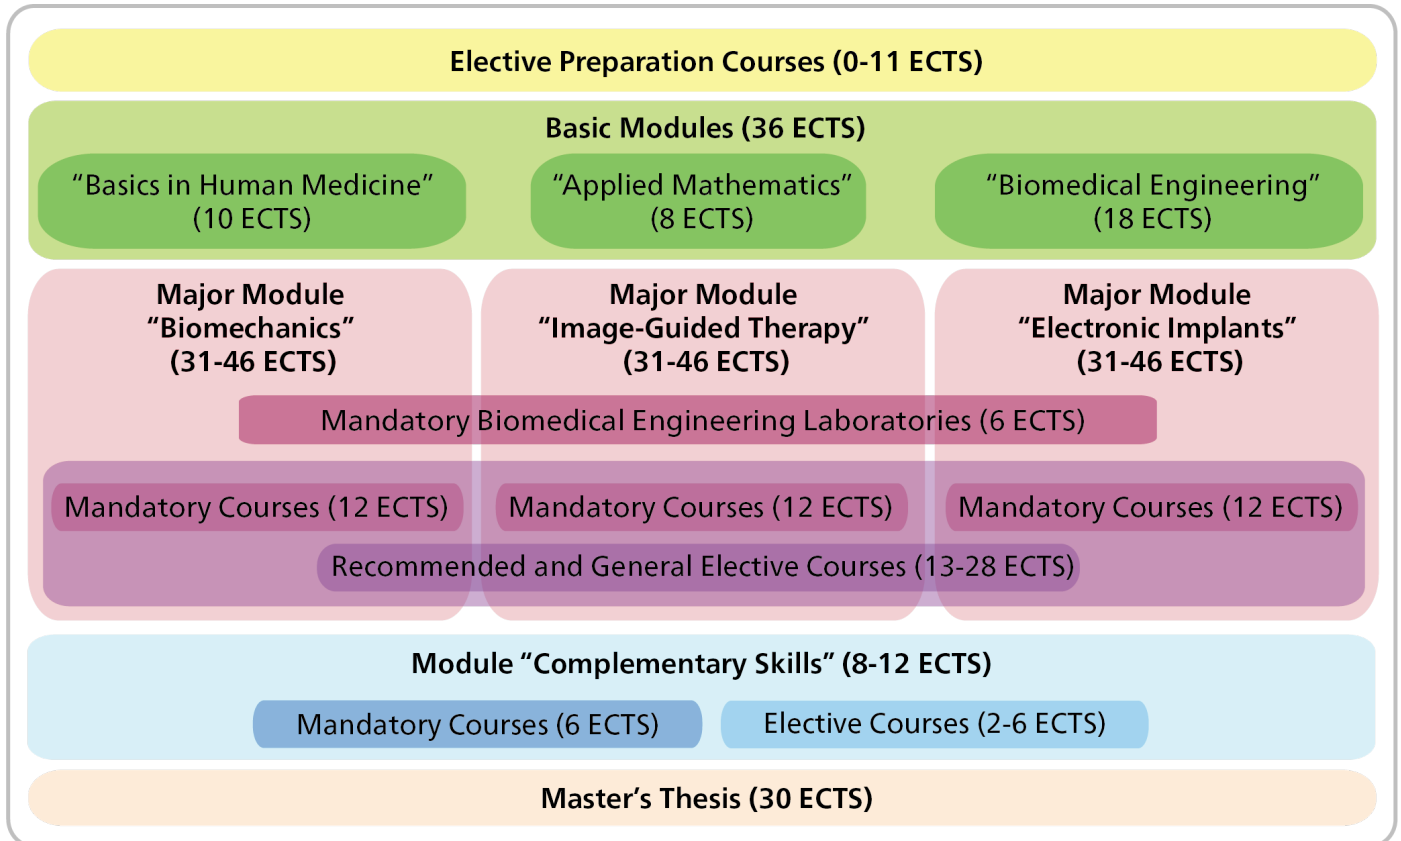 Elective Preparation Courses (0-11 ECTS)
Basic Modules (36 ECTS)
“Basics in Human Medicine”
(10 ECTS)
“Applied Mathematics”
(8 ECTS)
“Biomedical Engineering”
(18 ECTS)
Major Module
“Biomechanics”
(31-46 ECTS)
Major Module
“Image-Guided Therapy”
(31-46 ECTS)
Major Module
“Electronic Implants”
(31-46 ECTS)
Mandatory Biomedical Engineering Laboratories (6 ECTS)
Mandatory Courses (12 ECTS)
Mandatory Courses (12 ECTS)
Mandatory Courses (12 ECTS)
Recommended and General Elective Courses (13-28 ECTS)
Module “Complementary Skills” (8-12 ECTS)
Mandatory Courses (6 ECTS)
Elective Courses (2-6 ECTS)
Master’s Thesis (30 ECTS)